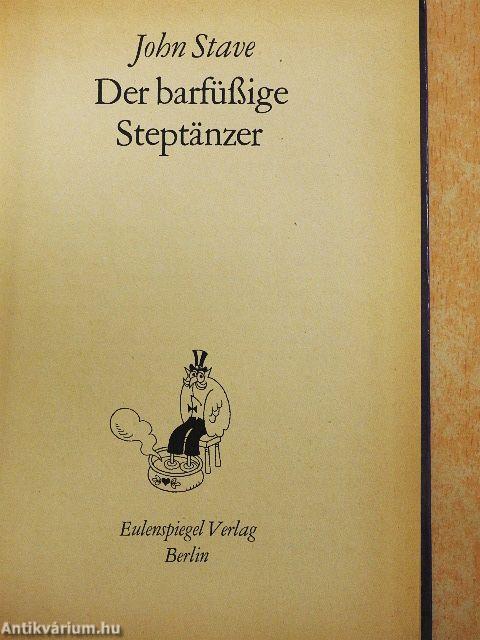 John Stave
Der barfüßige
Steptänzer
Eulenspiegel Verlag
Berlin
Antikvárium.hu